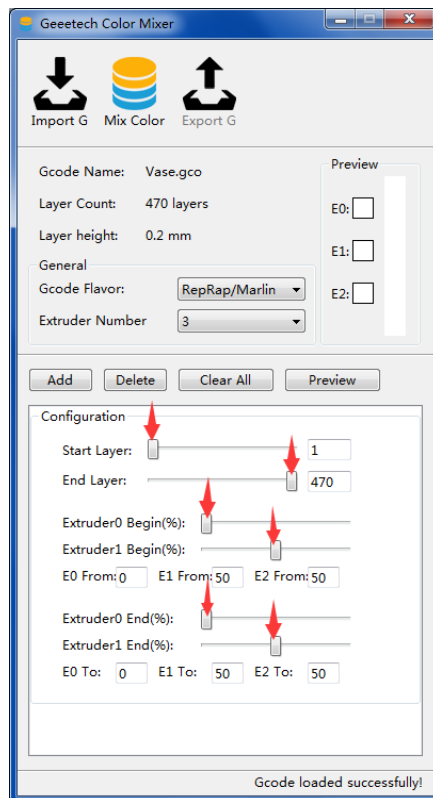 Geeetech Color Mixer
Import G Mix Color Export G
Gcode Name: Vase.gco
Layer Count: 470 layers
Layer height: 0.2 mm
General
Gcode Flavor: RepRap/Marlin
Extruder Number 3
Preview
E0:
E1:
E2:
Add Delete Clear All Preview
Configuration
Start Layer: 1
End Layer: 470
Extruder0 Begin(%):
Extruder1 Begin(%):
E0 From: 0 E1 From: 50 E2 From: 50
Extruder0 End(%):
Extruder1 End(%):
E0 To: 0 E1 To: 50 E2 To: 50
Gcode loaded successfully!